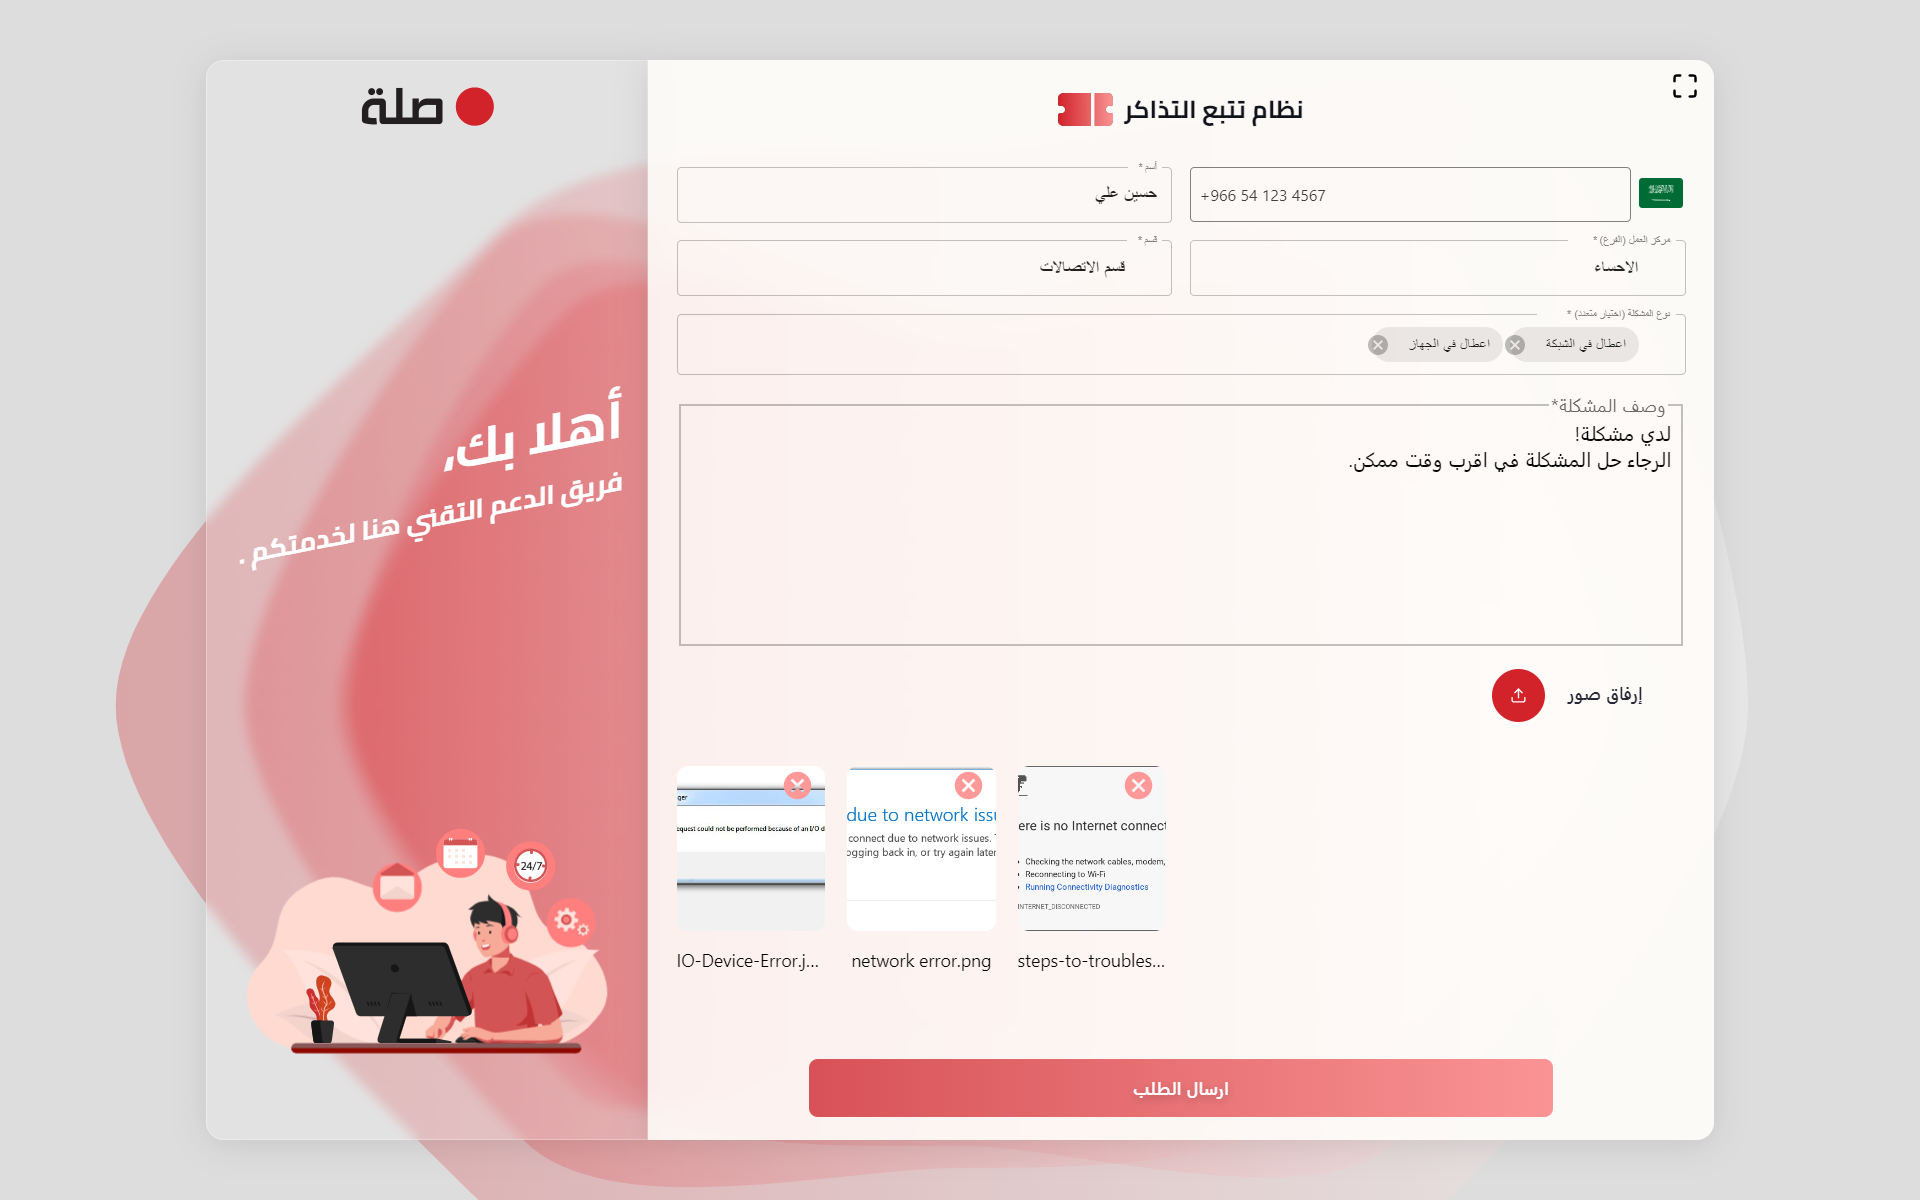 صلة
أهلا بك،
فريق الدعم التقني هنا لخدمتكم .
24/7
نظام تتبع التذاكر
أسم *
حسين علي
+966 54 123 4567
قسم *
قسم الاتصالات
مركز العمل (الفرع) *
الاحساء
نوع المشكلة (اختيار متعدد) *
اعطال في الشبكة
اعطال في الجهاز
وصف المشكلة*
لدي مشكلة!
الرجاء حل المشكلة في اقرب وقت ممكن.
إرفاق صور
ger
equest could not be performed because of an I/O d
IO-Device-Error.j...
due to network issu
connect due to network issues. T
ogging back in, or try again later
network error.png
ere is no Internet connect
• Checking the network cables, modem,
• Reconnecting to Wi-Fi
• Running Connectivity Diagnostics
INTERNET_DISCONNECTED
steps-to-troubles...
ارسال الطلب